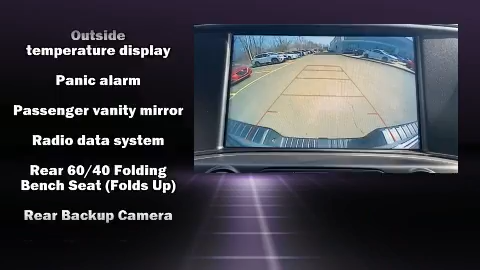 Outside
temperature display
Panic alarm
Passenger vanity mirror
Radio data system
Rear 60/40 Folding
Bench Seat (Folds Up)
Rear Backup Camera